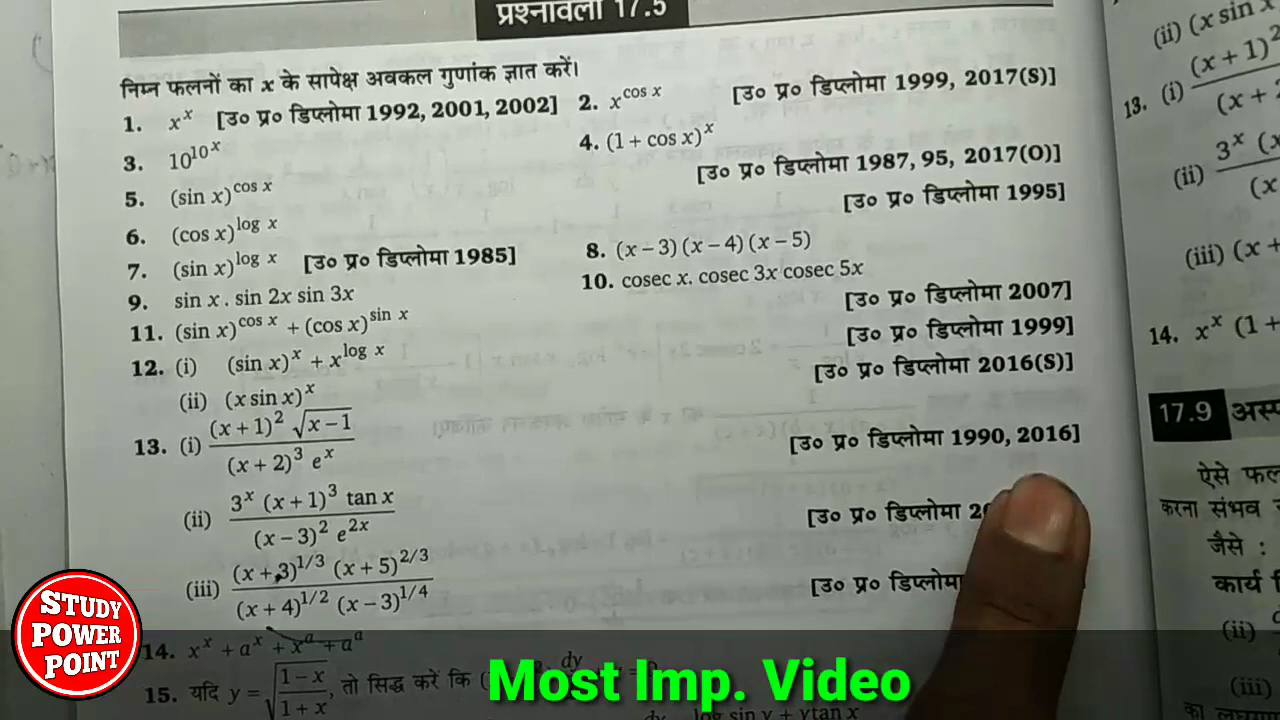 प्रश्नावली 17.5
निम्न फलनों का x के सापेक्ष अवकल गुणांक ज्ञात करें।
1. x^x [उ० प्र० डिप्लोमा 1992, 2001, 2002] 2. x^{cos x} [उ० प्र० डिप्लोमा 1999, 2017(S)]
3. 10^{10^x} 4. (1 + cos x)^x
[उ० प्र० डिप्लोमा 1987, 95, 2017(O)]
5. (sin x)^{cos x} [उ० प्र० डिप्लोमा 1995]
6. (cos x)^{log x}
7. (sin x)^{log x} [उ० प्र० डिप्लोमा 1985] 8. (x – 3) (x – 4) (x – 5)
9. sin x . sin 2x sin 3x 10. cosec x. cosec 3x cosec 5x
[उ० प्र० डिप्लोमा 2007]
11. (sin x)^{cos x} + (cos x)^{sin x} [उ० प्र० डिप्लोमा 1999]
12. (i) (sin x)^x + x^{log x} [उ० प्र० डिप्लोमा 2016(S)]
(ii) (x sin x)^x
13. (i) (x + 1)^2 √(x – 1) / (x + 2)^3 e^x [उ० प्र० डिप्लोमा 1990, 2016]
(ii) 3^x (x + 1)^3 tan x / (x – 3)^2 e^{2x} [उ० प्र० डिप्लोमा
(iii) (x + 3)^{1/3} (x + 5)^{2/3} / (x + 4)^{1/2} (x – 3)^{1/4} [उ० प्र० डिप्लोमा
14. x^x + a^x + x^a + a^a
15. यदि y = √((1 – x)/(1 + x)), तो सिद्ध करें कि
dy
log sin y + y tan x
(ii) (x sin x
13. (i) (x + 1)^2
(x +
(ii) 3^x (x
(x
(iii) (x +
14. x^x (1 +
17.9
ऐसे
करना संभव
जैसे :
कार्य
(ii)
(iii)
STUDY
POWER
POINT
Most Imp. Video